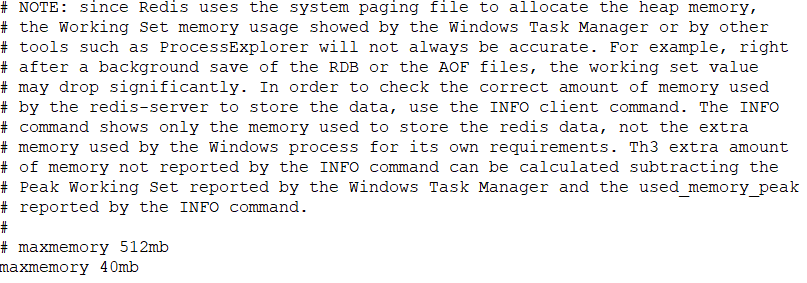 # NOTE: since Redis uses the system paging file to allocate the heap memory,
# the Working Set memory usage showed by the Windows Task Manager or by other
# tools such as ProcessExplorer will not always be accurate. For example, right
# after a background save of the RDB or the AOF files, the working set value
# may drop significantly. In order to check the correct amount of memory used
# by the redis-server to store the data, use the INFO client command. The INFO
# command shows only the memory used to store the redis data, not the extra
# memory used by the Windows process for its own requirements. Th3 extra amount
# of memory not reported by the INFO command can be calculated subtracting the
# Peak Working Set reported by the Windows Task Manager and the used_memory_peak
# reported by the INFO command.
#
# maxmemory 512mb
maxmemory 40mb